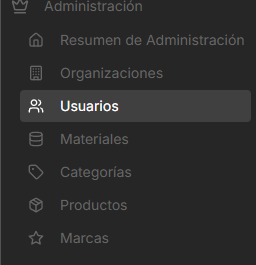 Administración
Resumen de Administración
Organizaciones
Usuarios
Materiales
Categorías
Productos
Marcas